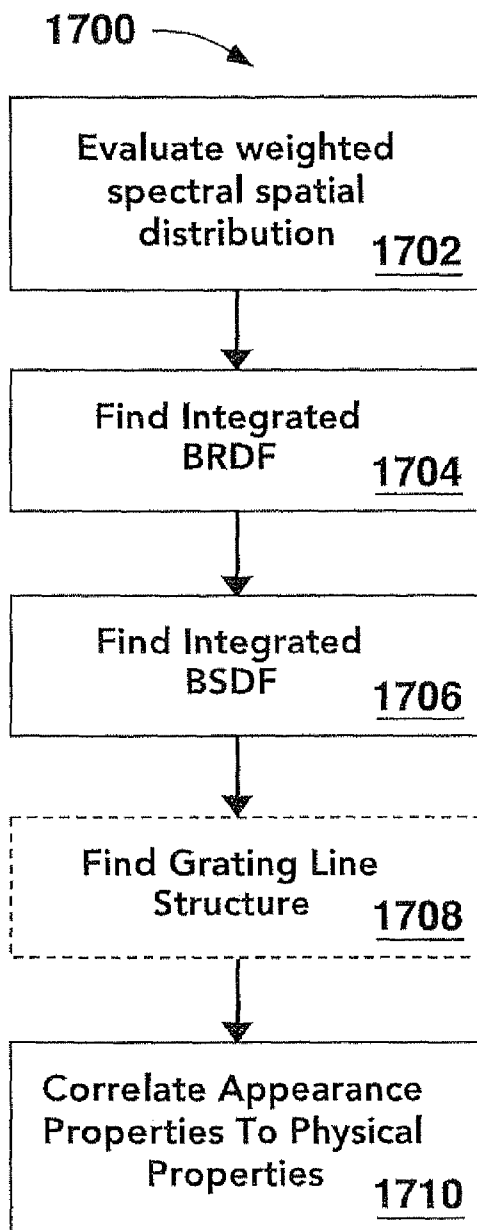 1700
Evaluate weighted
spectral spatial
distribution
1702
Find Integrated
BRDF
1704
Find Integrated
BSDF
1706
Find Grating Line
Structure
1708
Correlate Appearance
Properties To Physical
Properties
1710